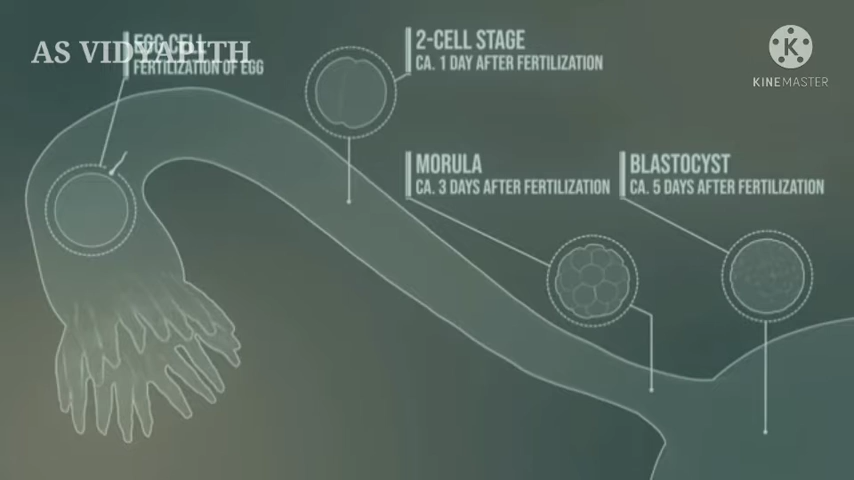 AS VIDYAPITH
EGG CELL
FERTILIZATION OF EGG
2-CELL STAGE
CA. 1 DAY AFTER FERTILIZATION
KINEMASTER
MORULA
CA. 3 DAYS AFTER FERTILIZATION
BLASTOCYST
CA. 5 DAYS AFTER FERTILIZATION